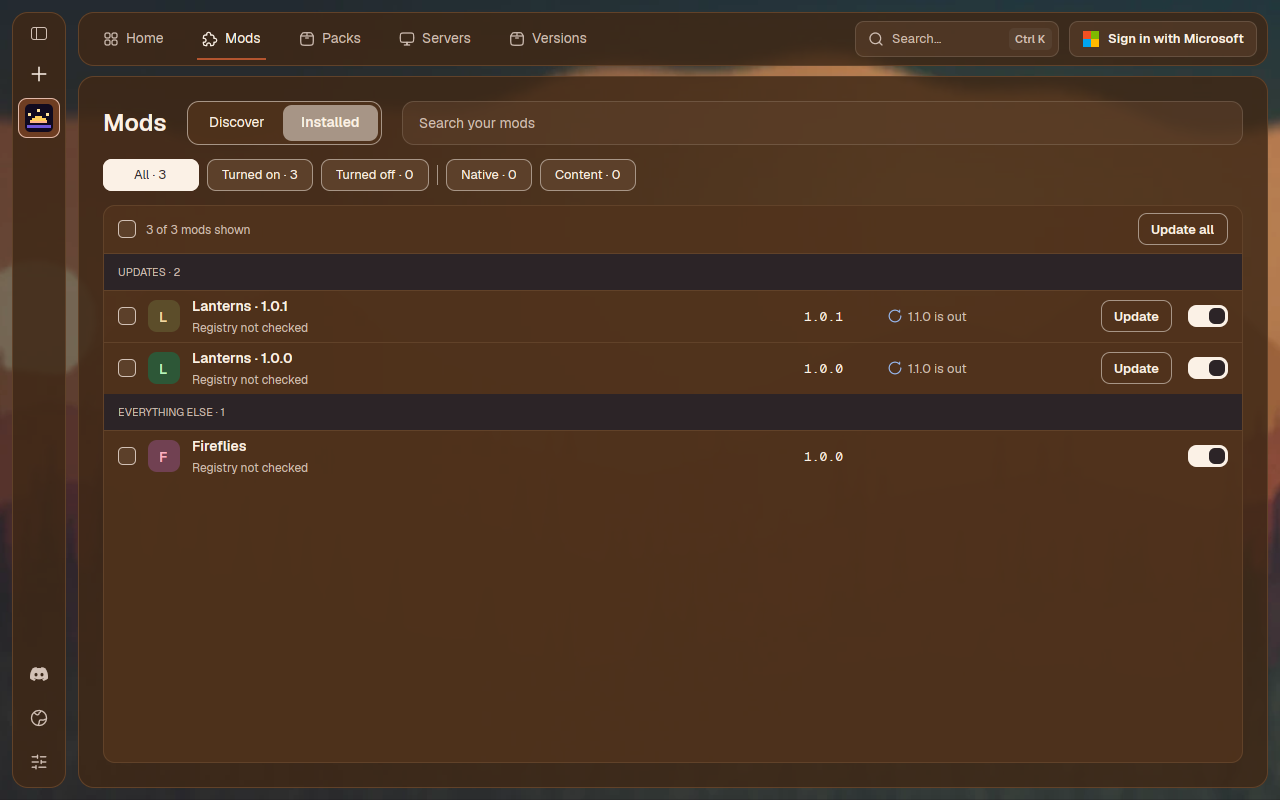 Home
Mods
Packs
Servers
Versions
Search...
Ctrl K
Sign in with Microsoft
Mods
Discover
Installed
Search your mods
All · 3
Turned on · 3
Turned off · 0
Native · 0
Content · 0
3 of 3 mods shown
Update all
UPDATES · 2
L
Lanterns · 1.0.1
Registry not checked
1.0.1
1.1.0 is out
Update
L
Lanterns · 1.0.0
Registry not checked
1.0.0
1.1.0 is out
Update
EVERYTHING ELSE · 1
F
Fireflies
Registry not checked
1.0.0